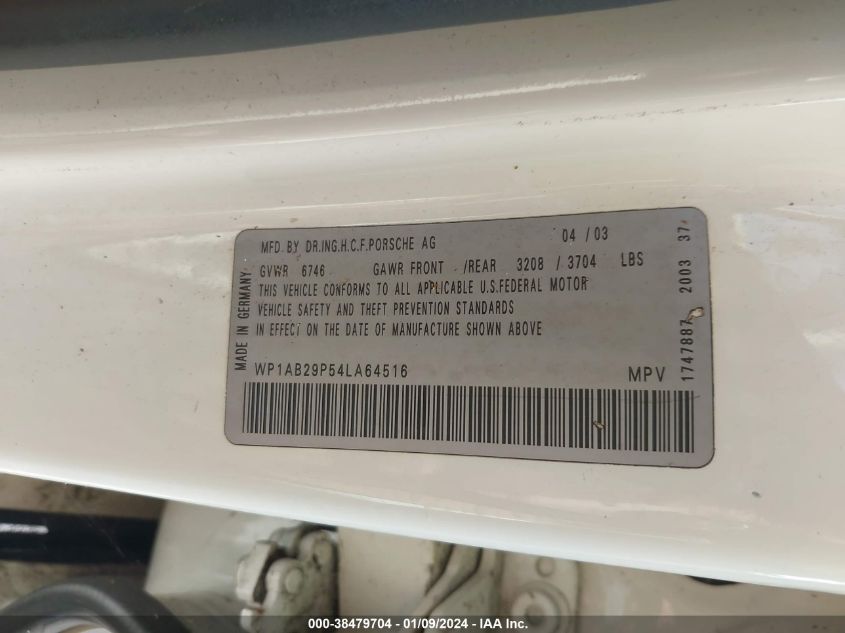 MFD. BY DR.ING.H.C.F.PORSCHE AG 04 / 03
GVWR 6746 GAWR FRONT /REAR 3208 / 3704 LBS
THIS VEHICLE CONFORMS TO ALL APPLICABLE U.S.FEDERAL MOTOR
VEHICLE SAFETY AND THEFT PREVENTION STANDARDS
IN EFFECT ON THE DATE OF MANUFACTURE SHOWN ABOVE
WP1AB29P54LA64516 MPV
MADE IN GERMANY
1747887 2003 37
000-38479704 - 01/09/2024 - IAA Inc.